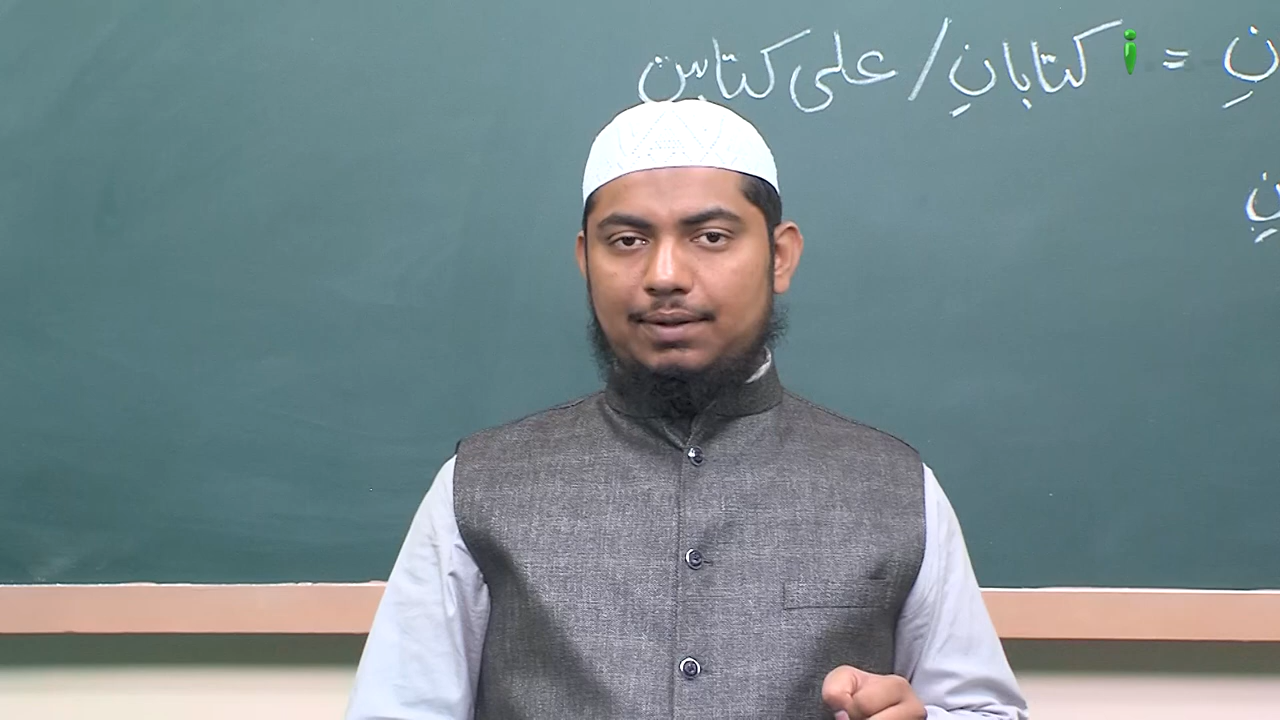 نِ = كتابانِ / على كتابين
نِ